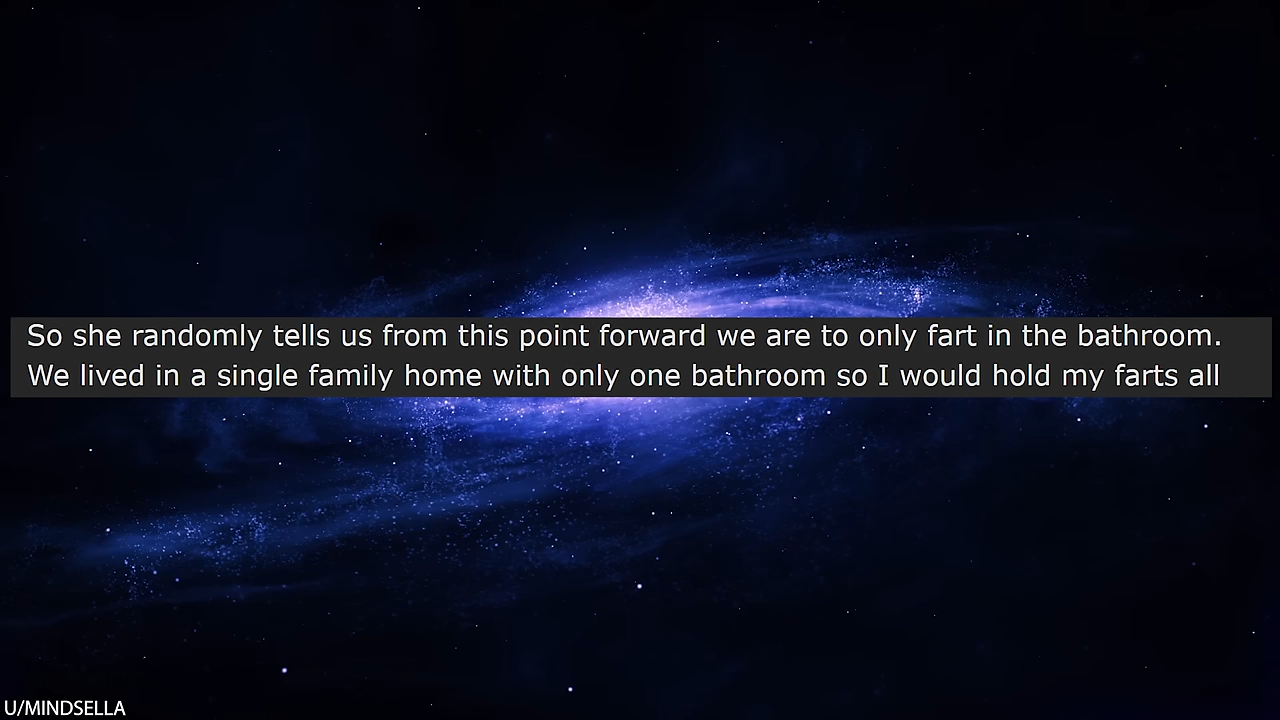 So she randomly tells us from this point forward we are to only fart in the bathroom.
We lived in a single family home with only one bathroom so I would hold my farts all
U/MINDSELLA